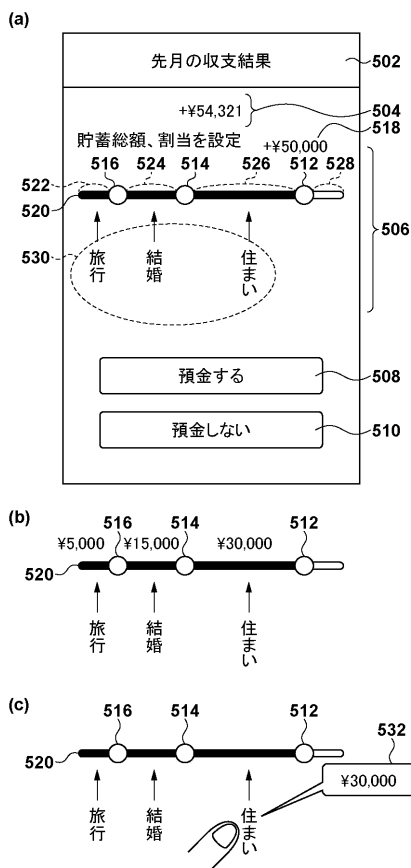 (a)
先月の収支結果
502
+¥54,321
504
518
貯蓄総額、割当を設定
+¥50,000
516
524
514
526
512
528
522
520
506
530
旅行
結婚
住まい
預金する
508
預金しない
510
(b)
516
514
512
¥5,000
¥15,000
¥30,000
520
旅行
結婚
住まい
(c)
516
514
512
532
520
¥30,000
旅行
結婚
住まい